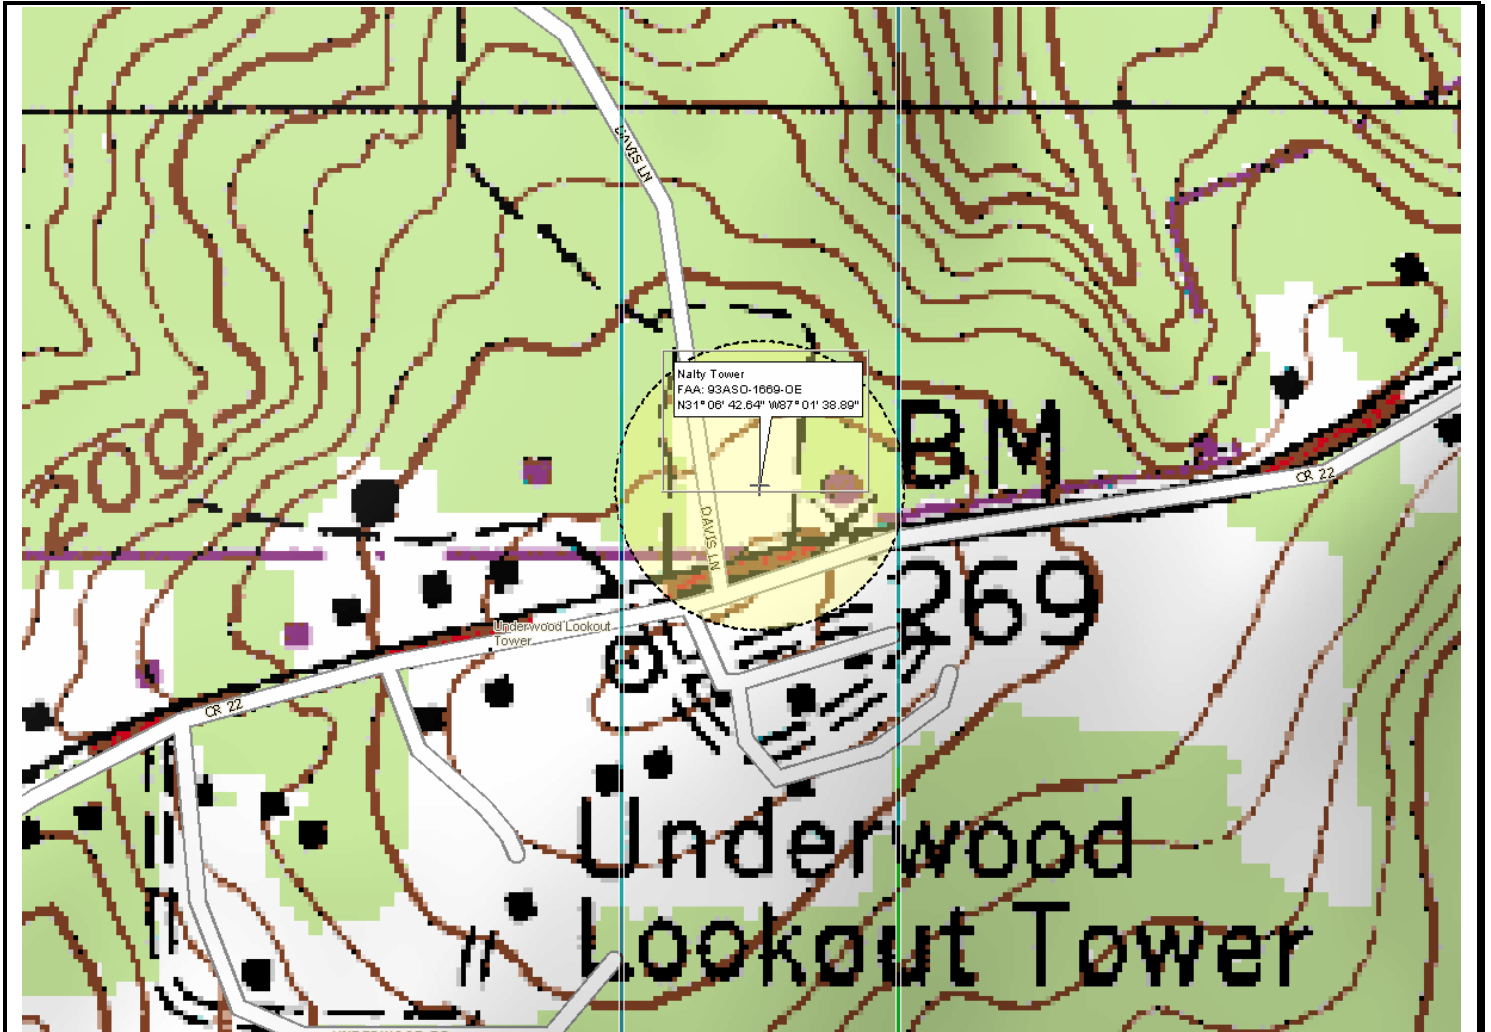 DAVIS LN
Nalty Tower
FAA: 93ASO-1669-OE
N31° 06' 42.64" W87° 01' 38.89"
200
BM
CR 22
DAVIS LN
269
Underwood Lookout
Tower
CR 22
Underwood
Lookout Tower